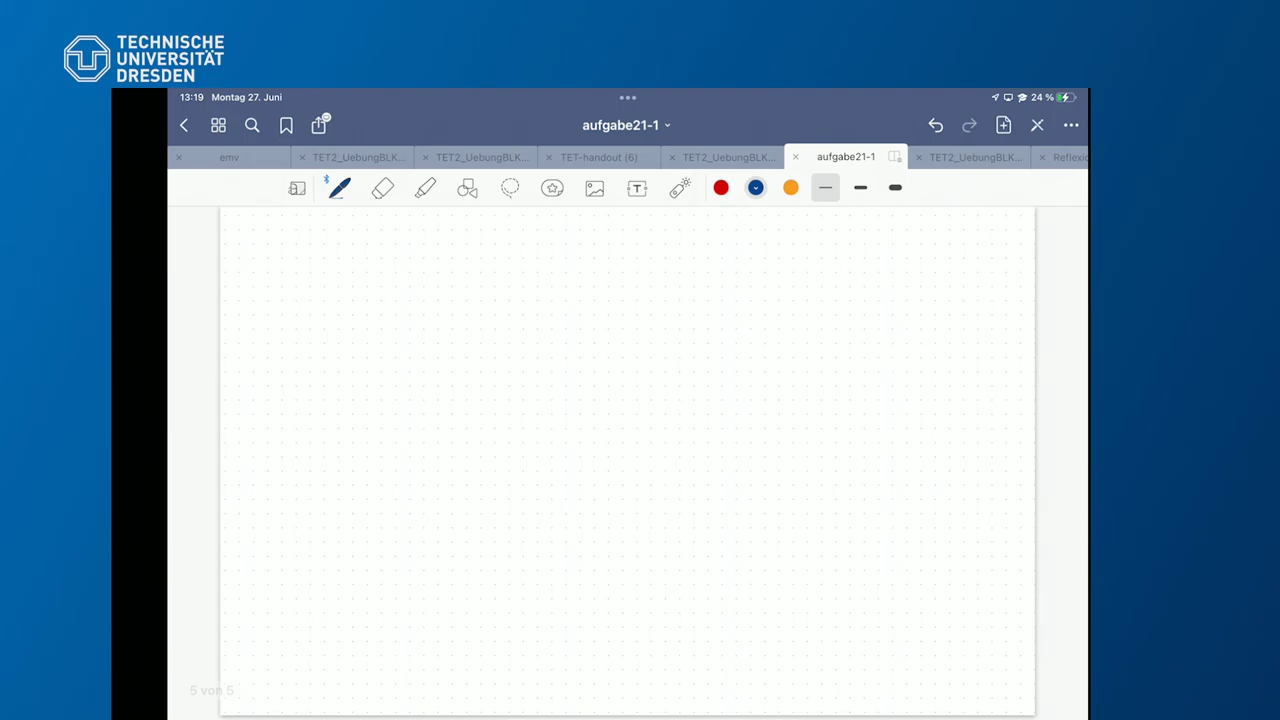 TECHNISCHE
UNIVERSITÄT
DRESDEN
13:19 Montag 27. Juni
24 %
aufgabe21-1
emv
TET2_UebungBLK...
TET2_UebungBLK...
TET-handout (6)
TET2_UebungBLK...
aufgabe21-1
TET2_UebungBLK...
Reflexio
T
5 von 5